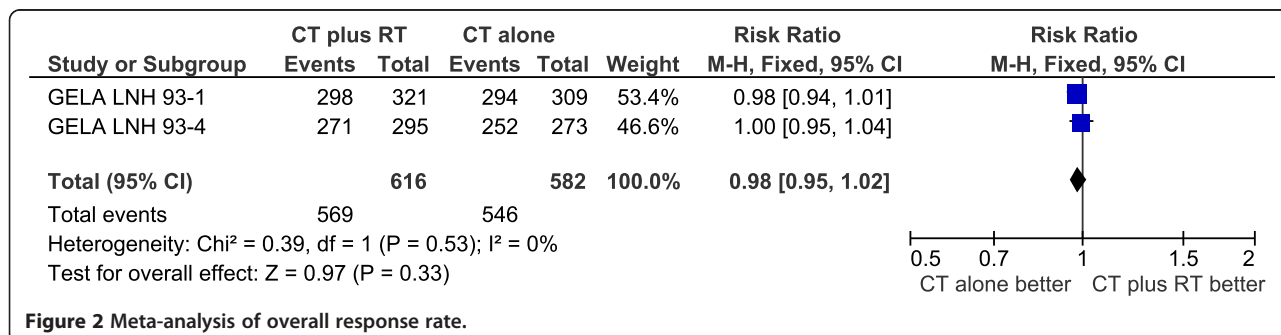 CT plus RT CT alone Risk Ratio Risk Ratio
Study or Subgroup Events Total Events Total Weight M-H, Fixed, 95% CI M-H, Fixed, 95% CI
GELA LNH 93-1 298 321 294 309 53.4% 0.98 [0.94, 1.01]
GELA LNH 93-4 271 295 252 273 46.6% 1.00 [0.95, 1.04]
Total (95% CI) 616 582 100.0% 0.98 [0.95, 1.02]
Total events 569 546
Heterogeneity: Chi² = 0.39, df = 1 (P = 0.53); I² = 0%
Test for overall effect: Z = 0.97 (P = 0.33)
0.5 0.7 1 1.5 2
CT alone better CT plus RT better
Figure 2 Meta-analysis of overall response rate.